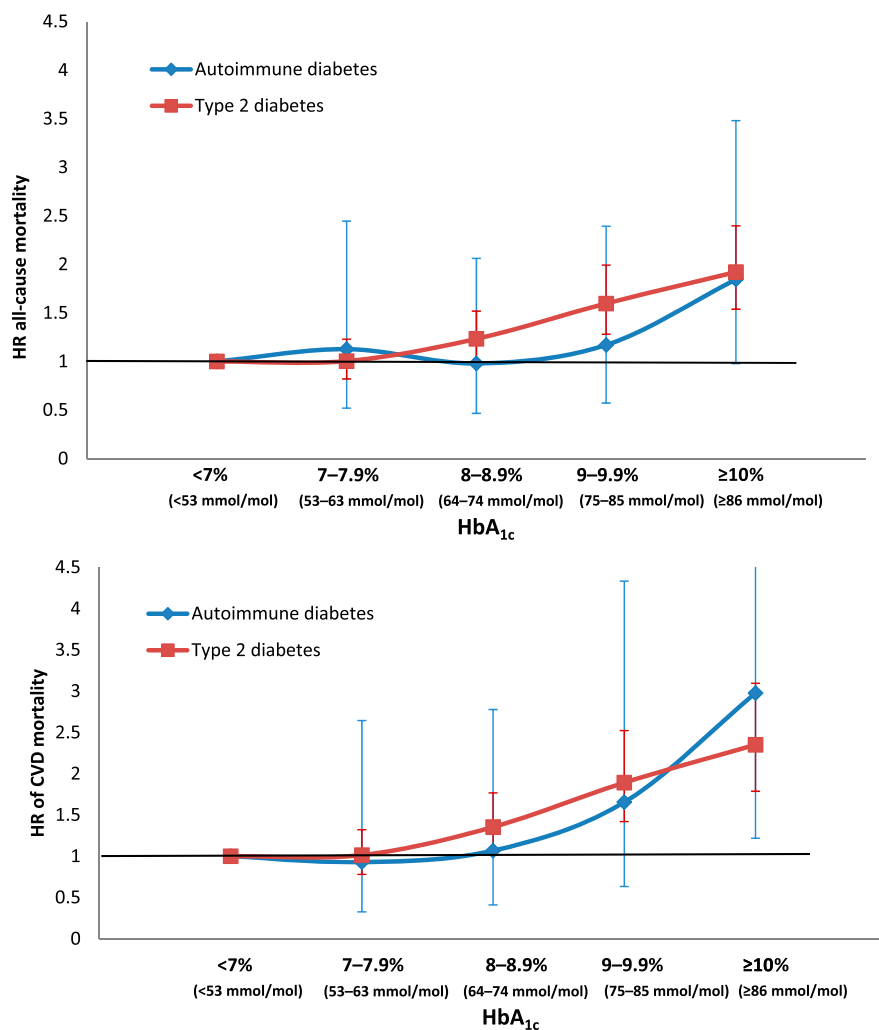 4.5
4
3.5
3
2.5
2
1.5
1
0.5
0
HR all-cause mortality
Autoimmune diabetes
Type 2 diabetes
<7% 7–7.9% 8–8.9% 9–9.9% ≥10%
(<53 mmol/mol) (53–63 mmol/mol) (64–74 mmol/mol) (75–85 mmol/mol) (≥86 mmol/mol)
HbA1c
4.5
4
3.5
3
2.5
2
1.5
1
0.5
0
HR of CVD mortality
Autoimmune diabetes
Type 2 diabetes
<7% 7–7.9% 8–8.9% 9–9.9% ≥10%
(<53 mmol/mol) (53–63 mmol/mol) (64–74 mmol/mol) (75–85 mmol/mol) (≥86 mmol/mol)
HbA1c